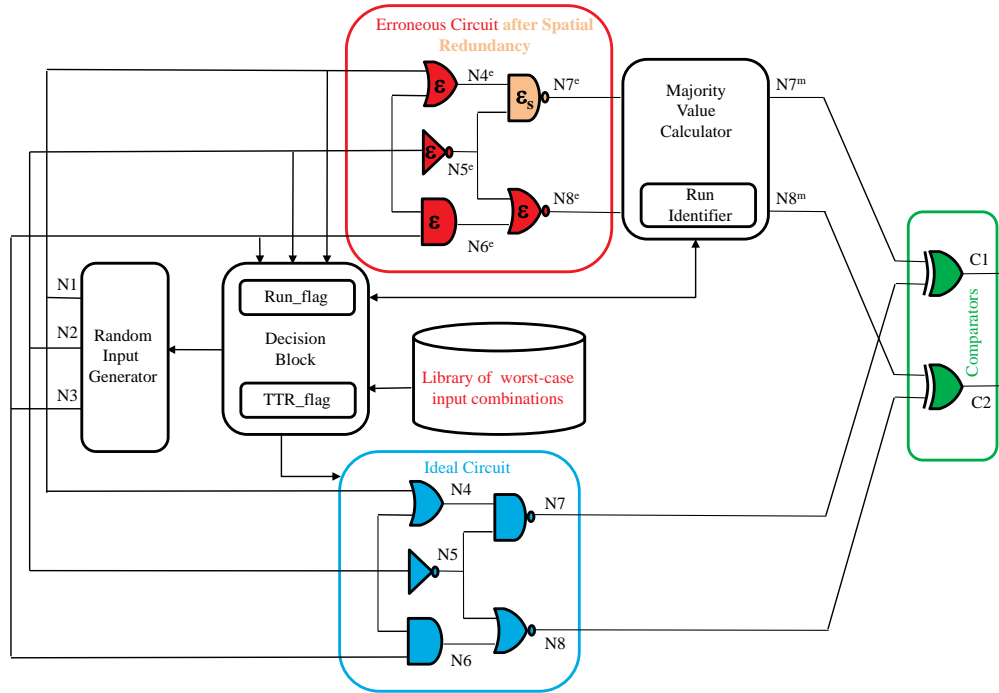 Erroneous Circuit after Spatial
Redundancy
ε
N4ᵉ
εₛ
N7ᵉ
ε
N5ᵉ
ε
N6ᵉ
ε
N8ᵉ
Majority
Value
Calculator
Run
Identifier
N7ᵐ
N8ᵐ
N1
N2
N3
Random
Input
Generator
Run_flag
Decision
Block
TTR_flag
Library of worst-case
input combinations
Comparators
C1
C2
Ideal Circuit
N4
N7
N5
N6
N8